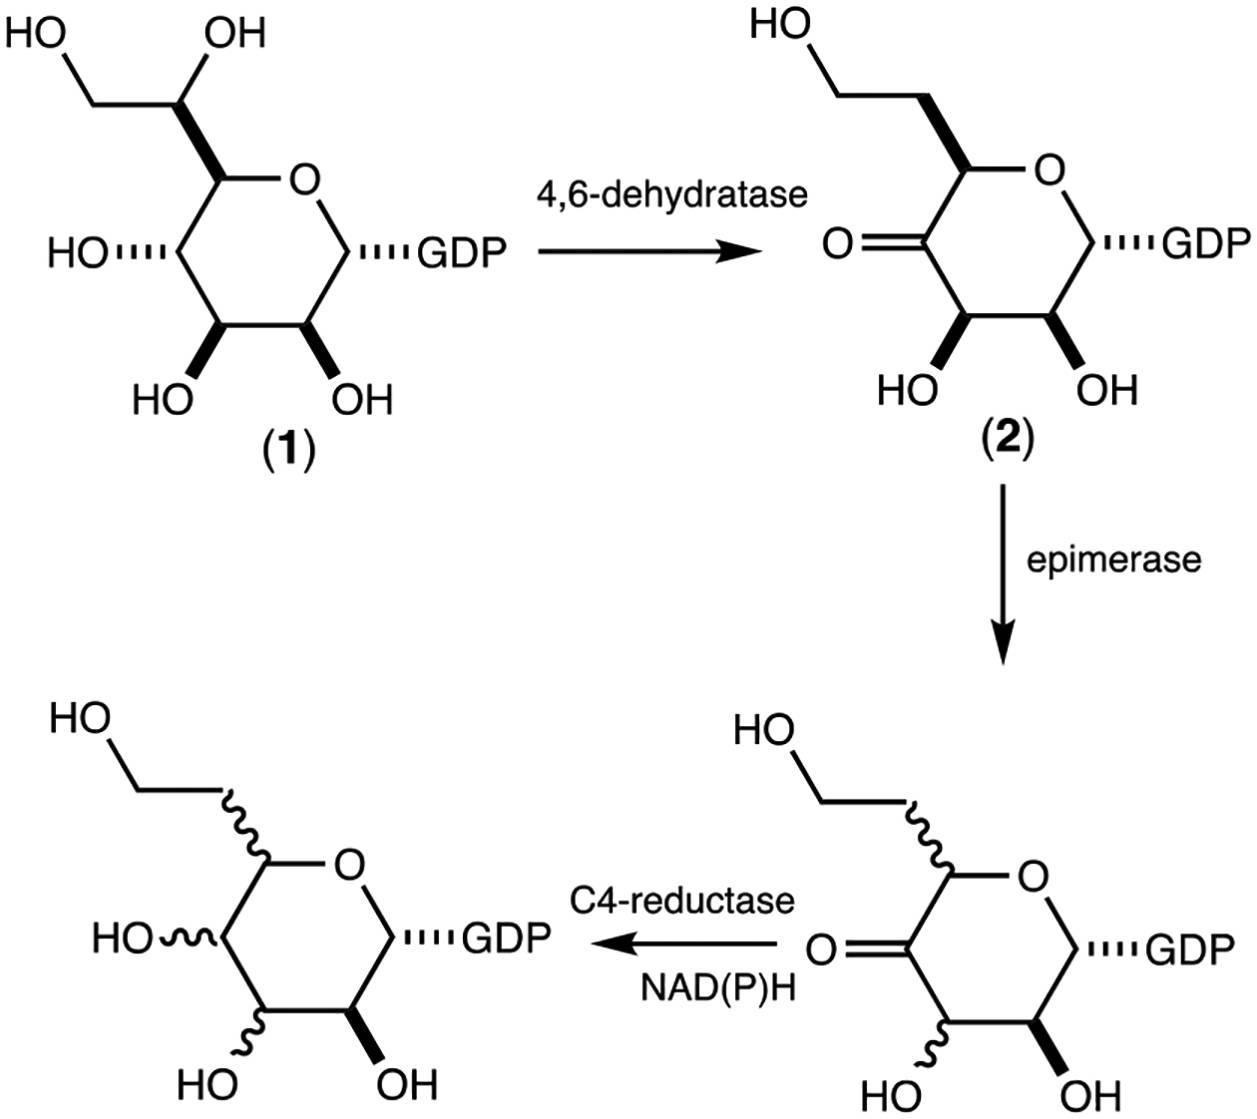 HO OH
O
HO GDP
HO OH
(1)
4,6-dehydratase
HO
O
O GDP
HO OH
(2)
epimerase
HO
O
O GDP
HO OH
C4-reductase
NAD(P)H
HO
O
HO GDP
HO OH